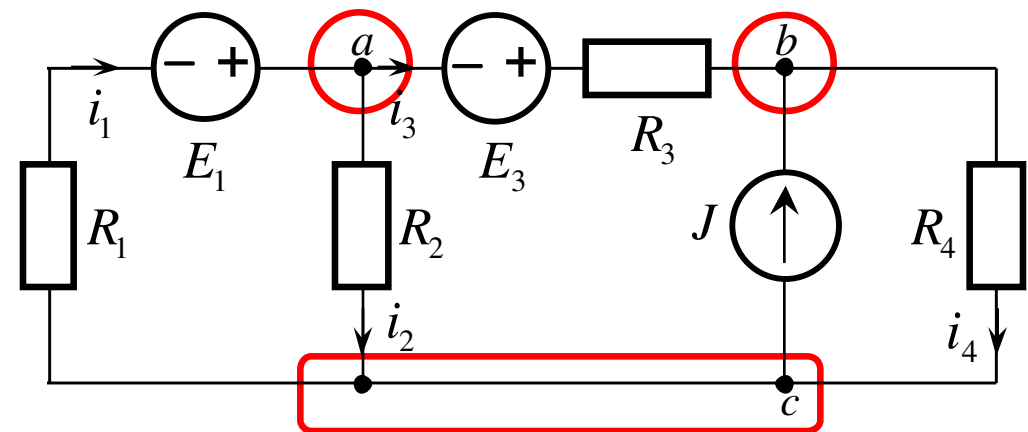 a b
− + − +
i₁ i₃
E₁ E₃ R₃
R₁ R₂ J R₄
i₂ i₄
c